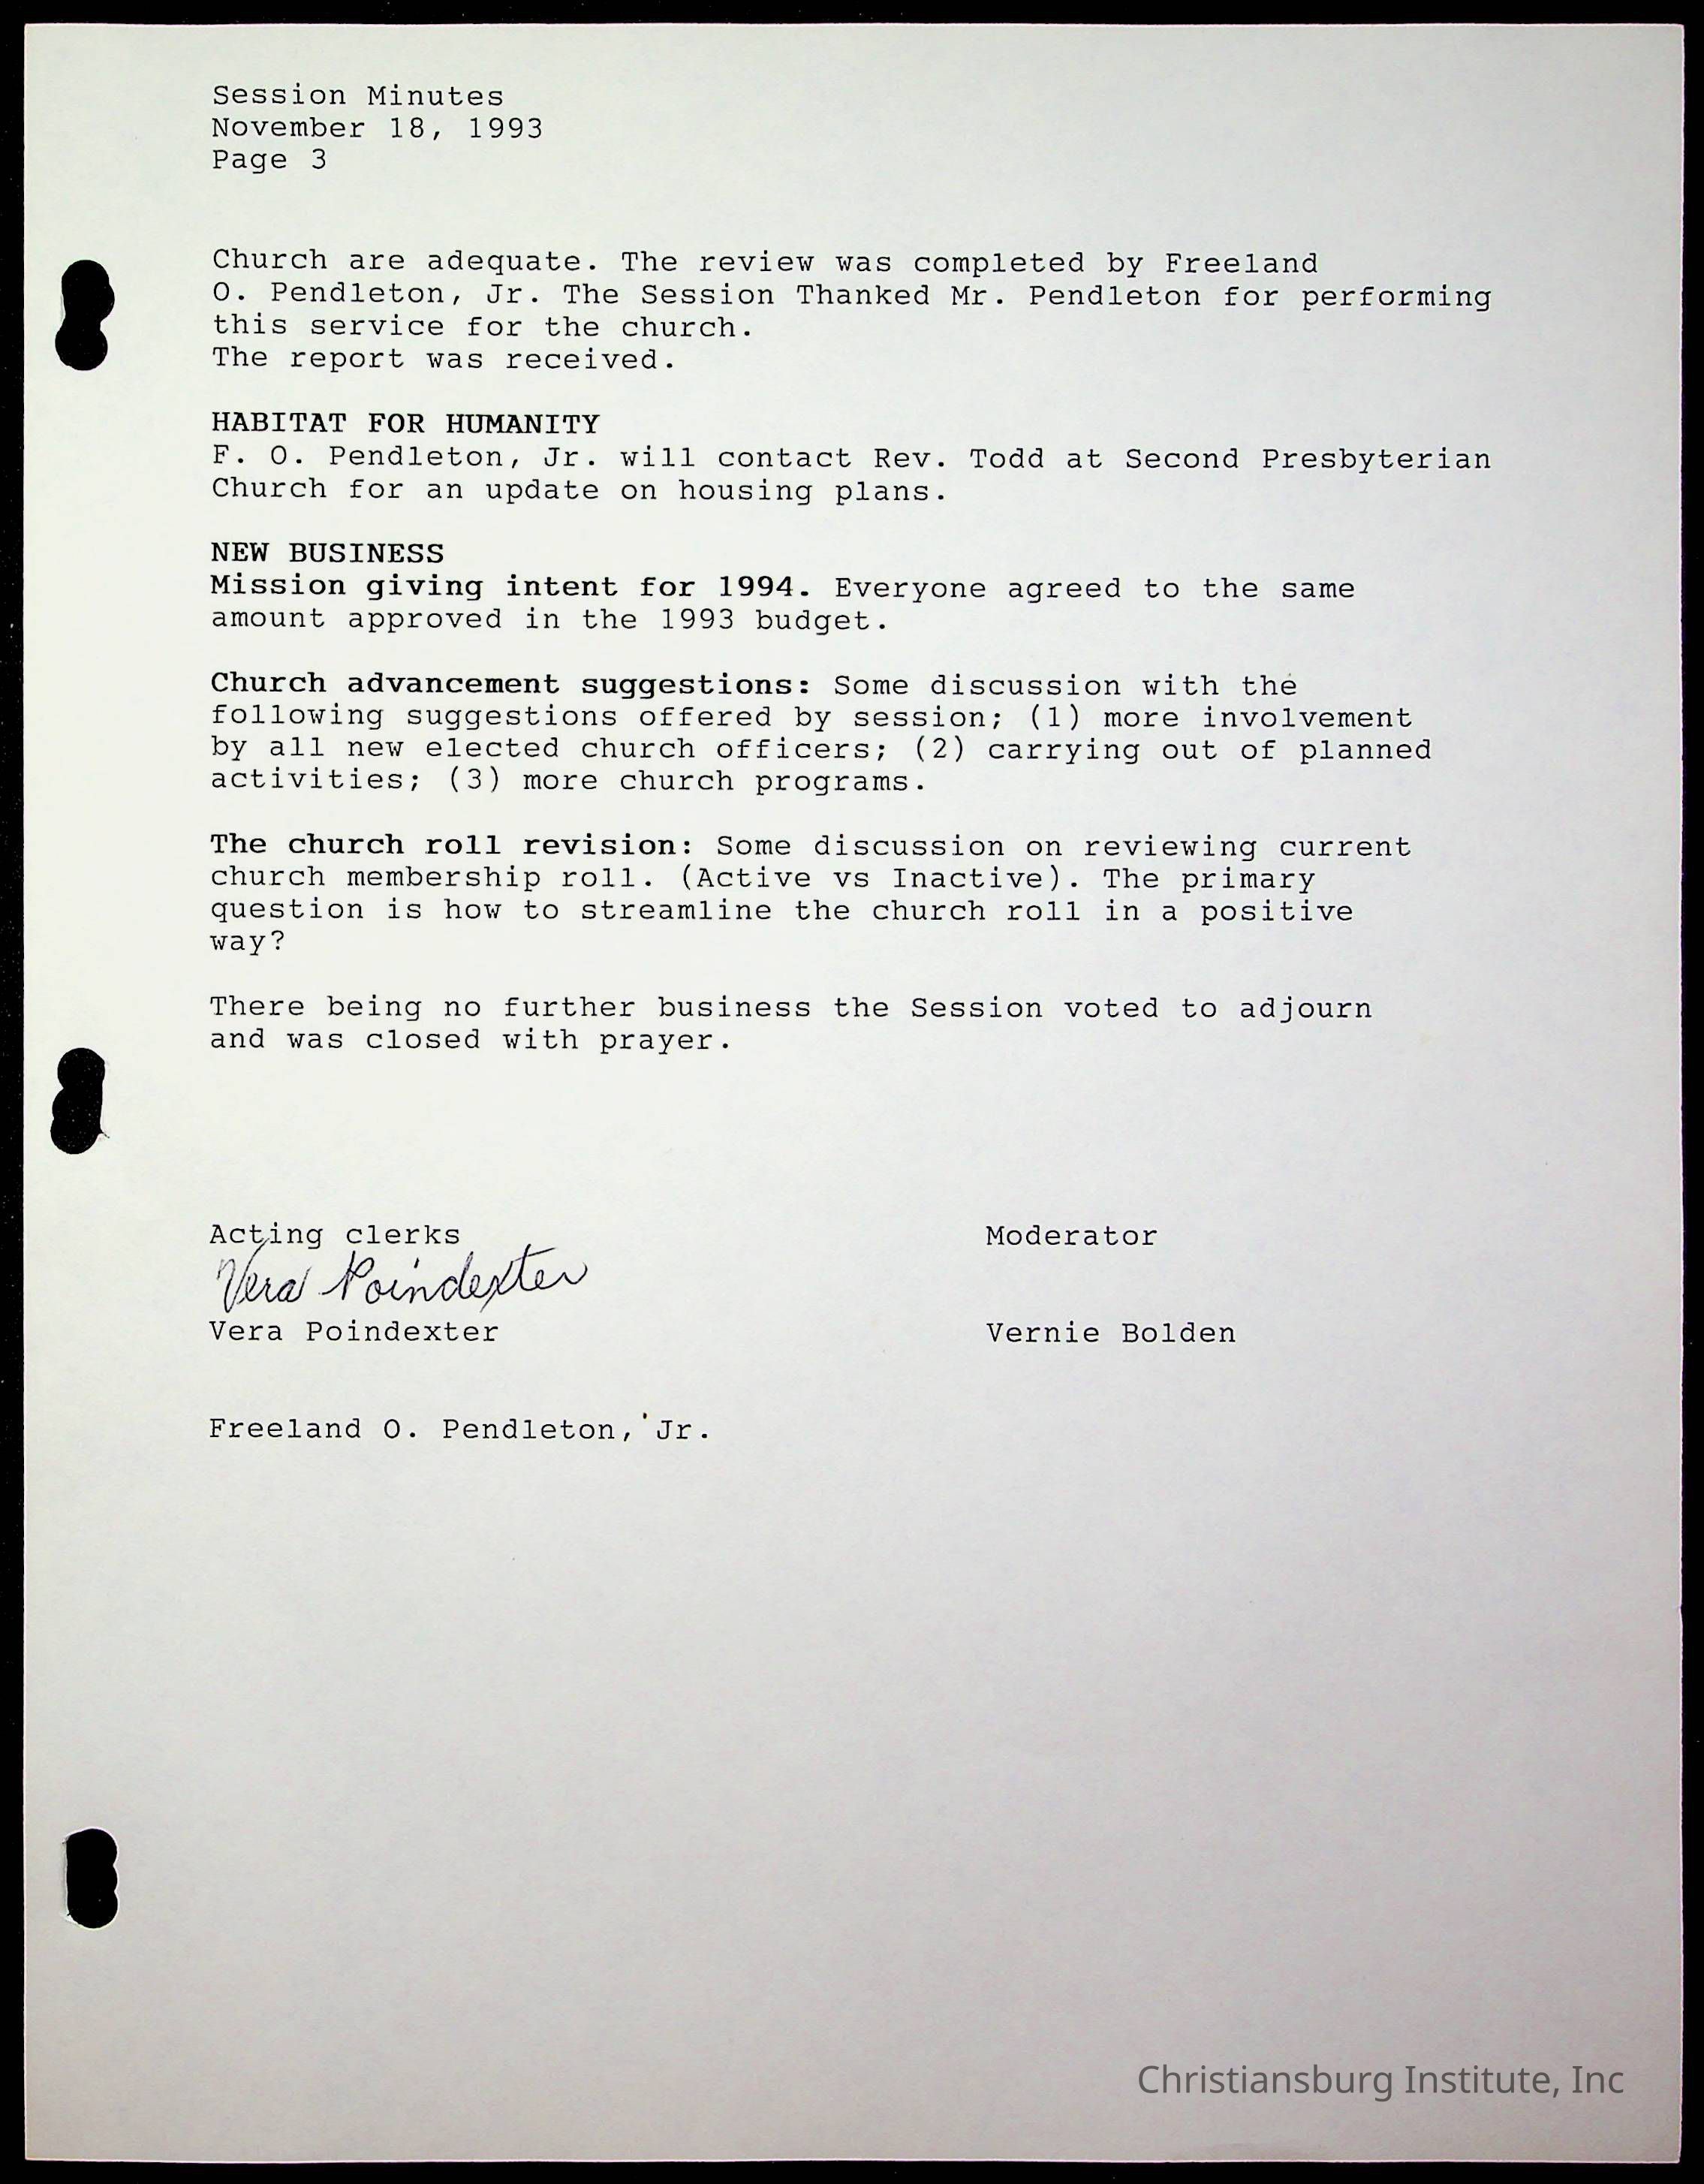 Session Minutes
November 18, 1993
Page 3
Church are adequate. The review was completed by Freeland
O. Pendleton, Jr. The Session Thanked Mr. Pendleton for performing
this service for the church.
The report was received.
HABITAT FOR HUMANITY
F. O. Pendleton, Jr. will contact Rev. Todd at Second Presbyterian
Church for an update on housing plans.
NEW BUSINESS
Mission giving intent for 1994. Everyone agreed to the same
amount approved in the 1993 budget.
Church advancement suggestions: Some discussion with the
following suggestions offered by session; (1) more involvement
by all new elected church officers; (2) carrying out of planned
activities; (3) more church programs.
The church roll revision: Some discussion on reviewing current
church membership roll. (Active vs Inactive). The primary
question is how to streamline the church roll in a positive
way?
There being no further business the Session voted to adjourn
and was closed with prayer.
Acting clerks Moderator
Vera Poindexter
Vera Poindexter Vernie Bolden
Freeland O. Pendleton, Jr.
Christiansburg Institute, Inc